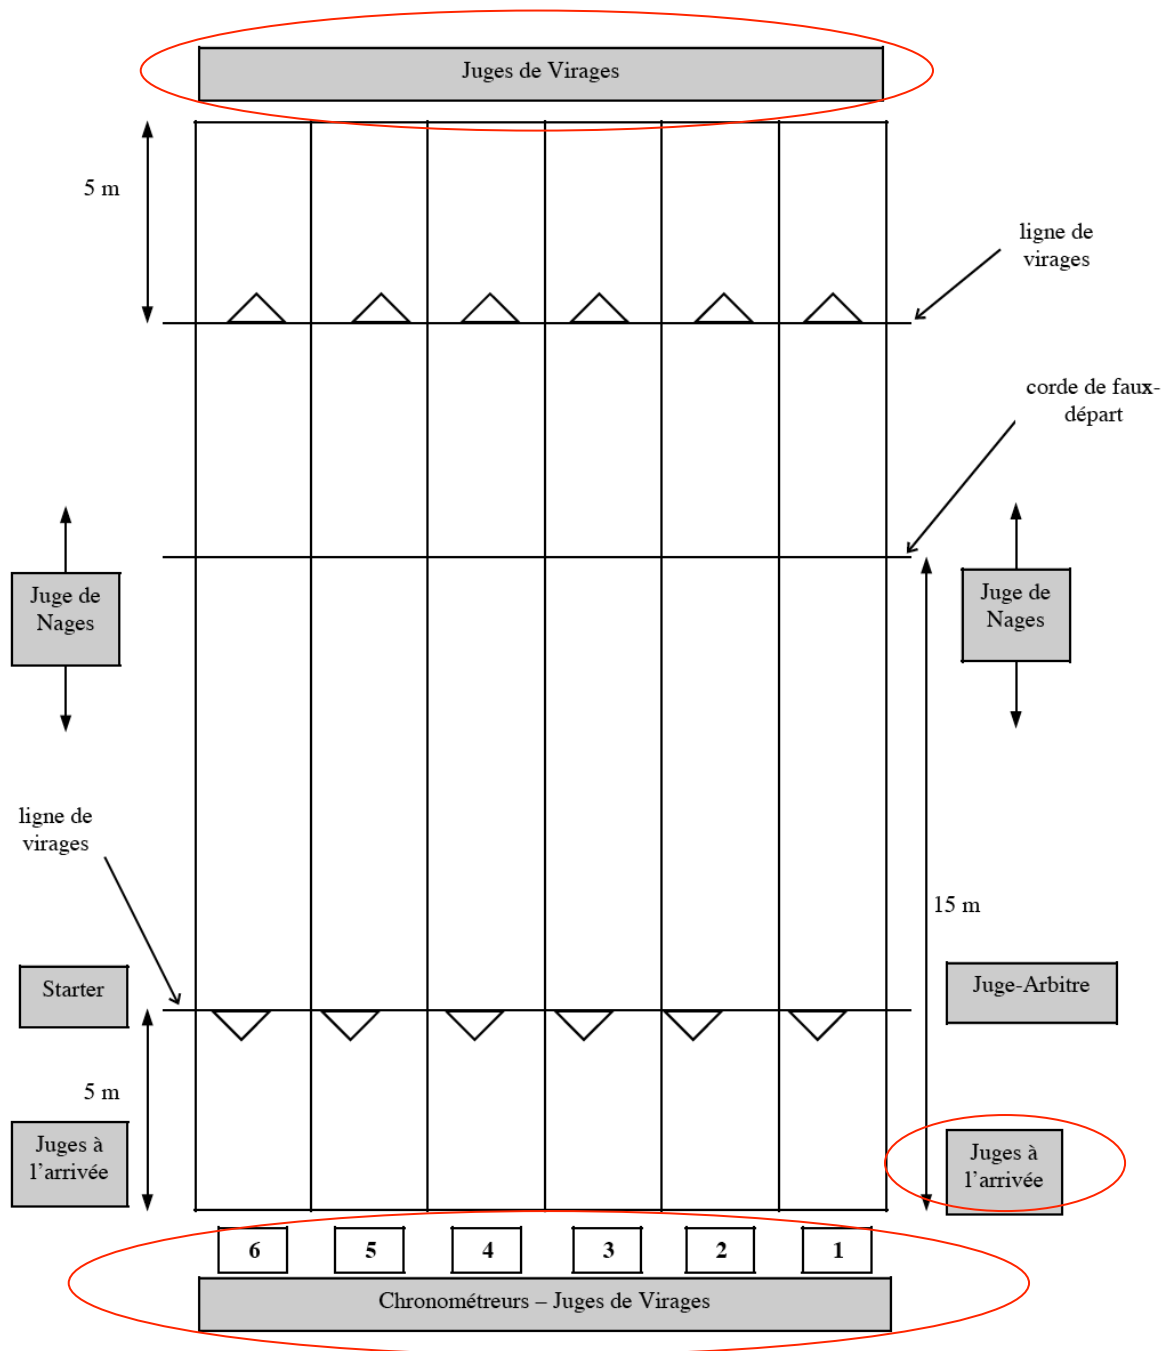 Juges de Virages
5 m
ligne de
virages
corde de faux-
départ
Juge de
Nages
Juge de
Nages
ligne de
virages
15 m
Starter
Juge-Arbitre
5 m
Juges à
l’arrivée
Juges à
l’arrivée
6 5 4 3 2 1
Chronométreurs – Juges de Virages